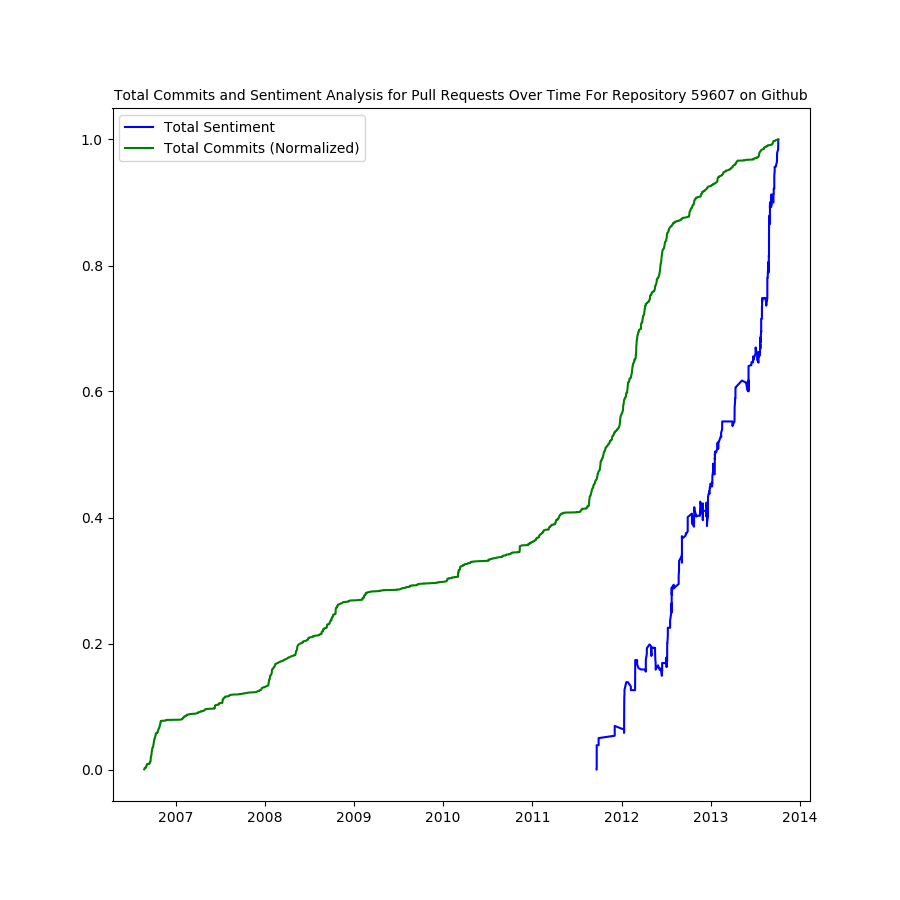 Total Commits and Sentiment Analysis for Pull Requests Over Time For Repository 59607 on Github
Total Sentiment
Total Commits (Normalized)
1.0
0.8
0.6
0.4
0.2
0.0
2007 2008 2009 2010 2011 2012 2013 2014